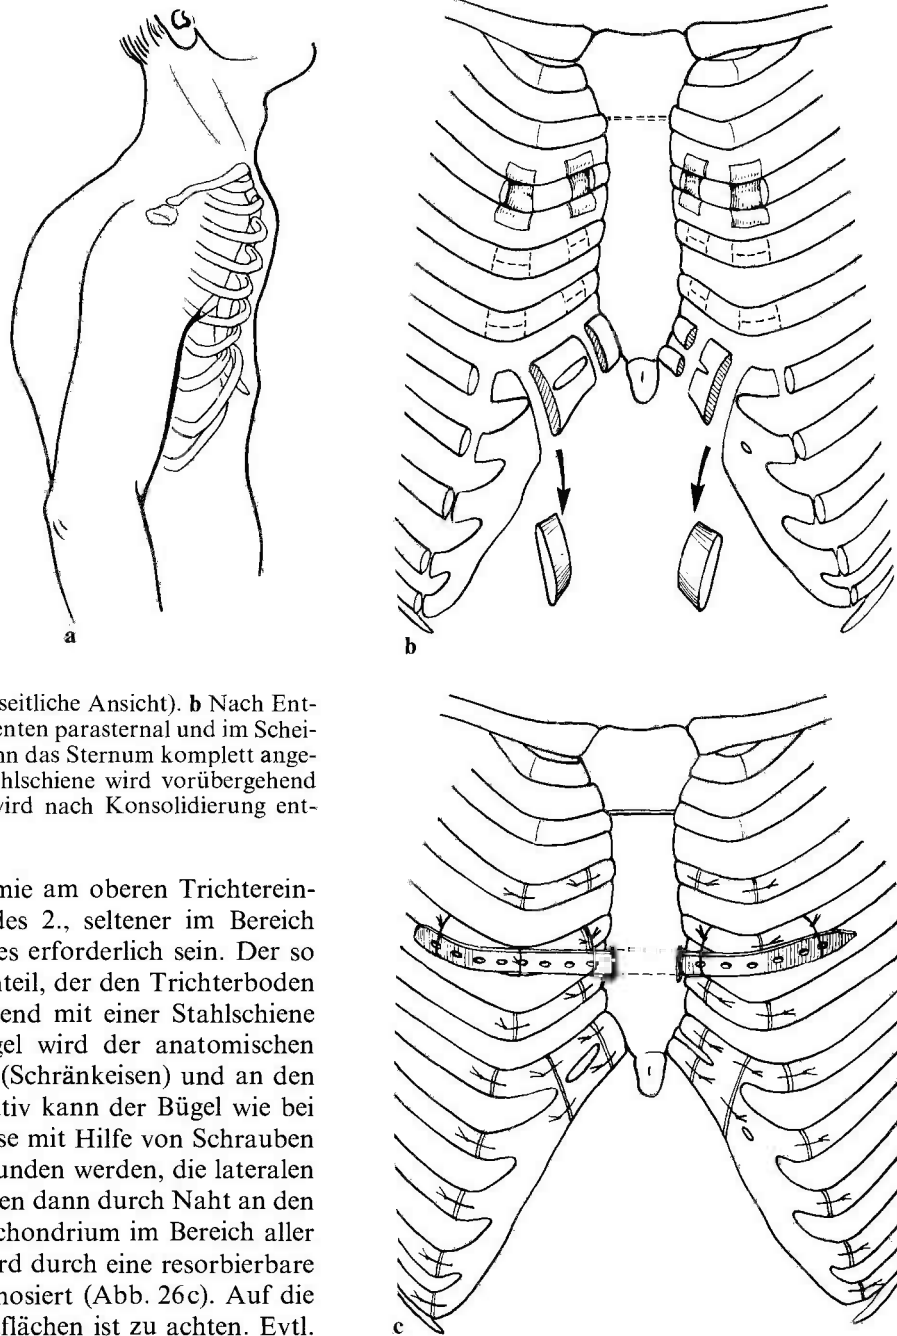 a
b
seitliche Ansicht). b Nach Ent-
enten parasternal und im Schei-
nn das Sternum komplett ange-
hlschiene wird vorübergehend
wird nach Konsolidierung ent-
mie am oberen Trichterein-
des 2., seltener im Bereich
es erforderlich sein. Der so
teil, der den Trichterboden
end mit einer Stahlschiene
gel wird der anatomischen
(Schränkeisen) und an den
tiv kann der Bügel wie bei
se mit Hilfe von Schrauben
unden werden, die lateralen
en dann durch Naht an den
chondrium im Bereich aller
rd durch eine resorbierbare
nosiert (Abb. 26c). Auf die
flächen ist zu achten. Evtl.
c